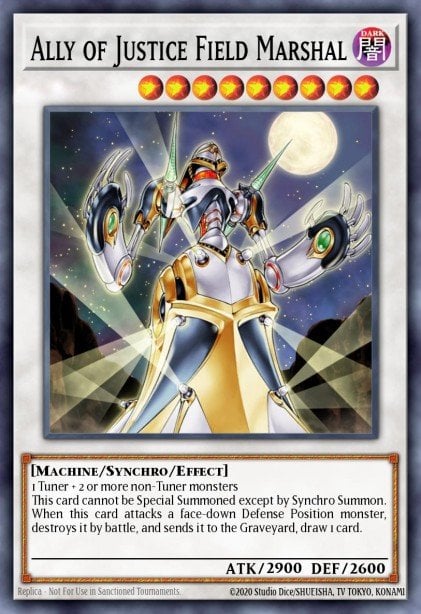 Ally of Justice Field Marshal
DARK
闇
[Machine/Synchro/Effect]
1 Tuner + 2 or more non-Tuner monsters
This card cannot be Special Summoned except by Synchro Summon.
When this card attacks a face-down Defense Position monster,
destroys it by battle, and sends it to the Graveyard, draw 1 card.
ATK/2900 DEF/2600
Replica - Not For Use in Sanctioned Tournaments.
©2020 Studio Dice/SHUEISHA, TV TOKYO, KONAMI